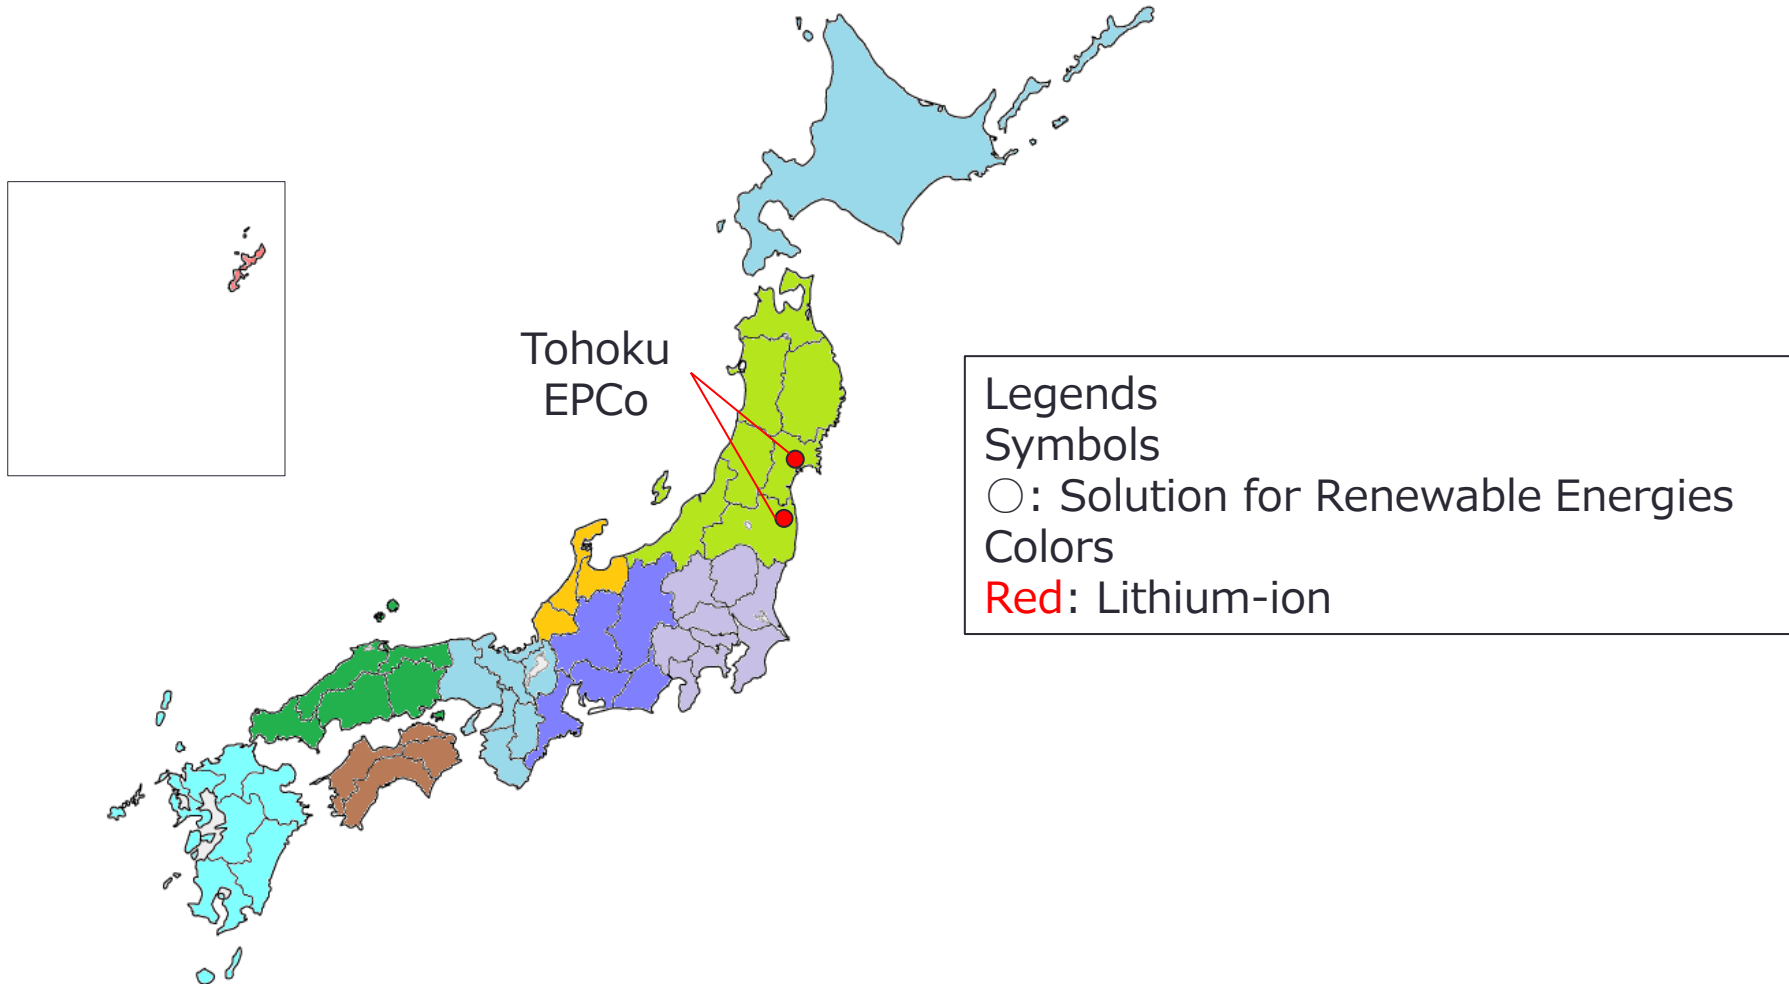 Tohoku
EPCo
Legends
Symbols
○: Solution for Renewable Energies
Colors
Red: Lithium-ion